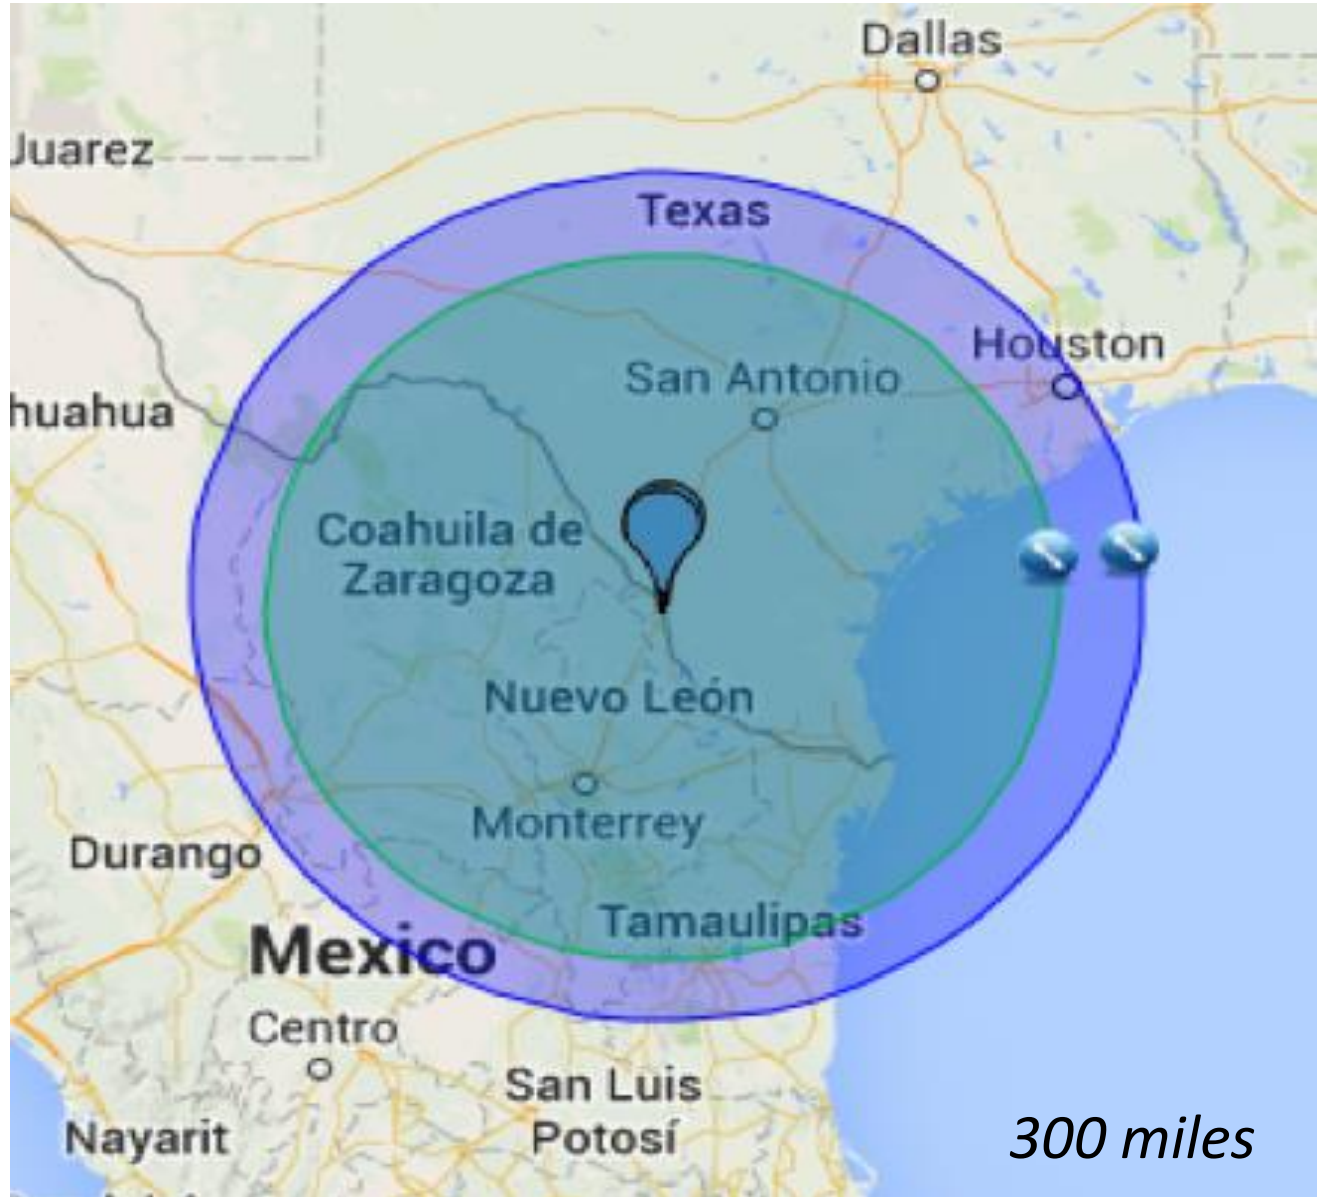 Dallas
Juarez
Texas
Houston
San Antonio
huahua
Coahuila de
Zaragoza
Nuevo León
Monterrey
Durango
Tamaulipas
Mexico
Centro
San Luis
Potosí
Nayarit
300 miles